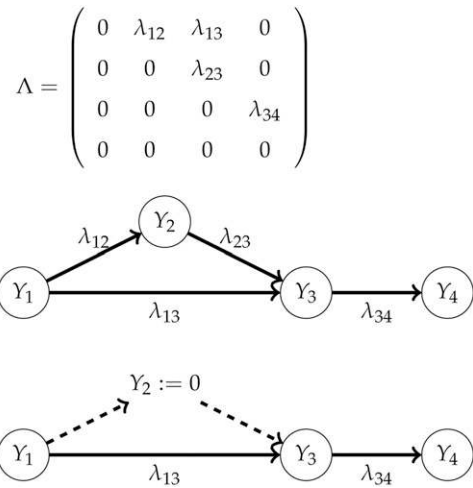 Λ = ( 0 λ₁₂ λ₁₃ 0
0 0 λ₂₃ 0
0 0 0 λ₃₄
0 0 0 0 )
Y₂
λ₁₂ λ₂₃
Y₁ Y₃ Y₄
λ₁₃ λ₃₄
Y₂ := 0
Y₁ Y₃ Y₄
λ₁₃ λ₃₄